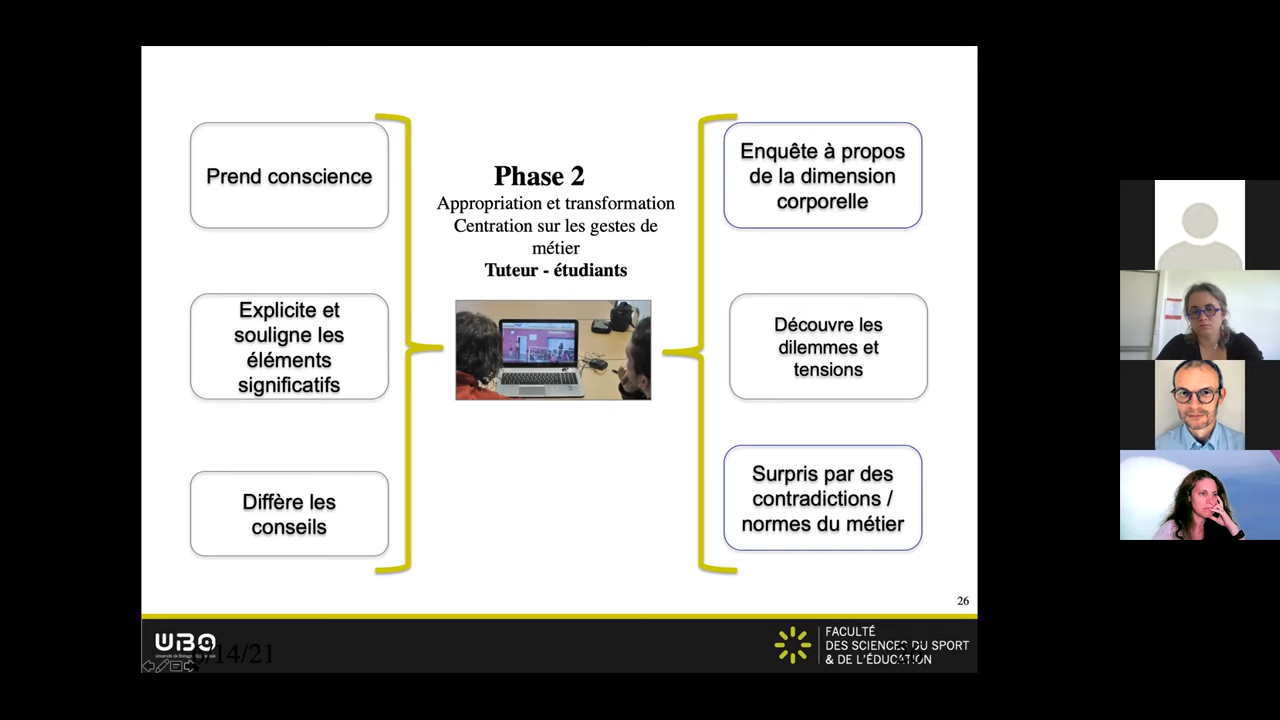 Prend conscience
Explicite et
souligne les
éléments
significatifs
Diffère les
conseils
Phase 2
Appropriation et transformation
Centration sur les gestes de
métier
Tuteur - étudiants
Enquête à propos
de la dimension
corporelle
Découvre les
dilemmes et
tensions
Surpris par des
contradictions /
normes du métier
26
UBO
/14/21
FACULTÉ
DES SCIENCES DU SPORT
& DE L'ÉDUCATION